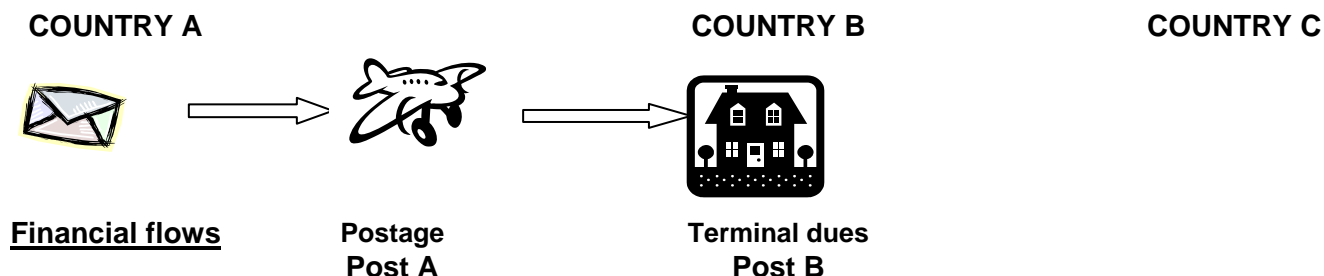 COUNTRY A COUNTRY B COUNTRY C
Financial flows Postage Terminal dues
Post A Post B